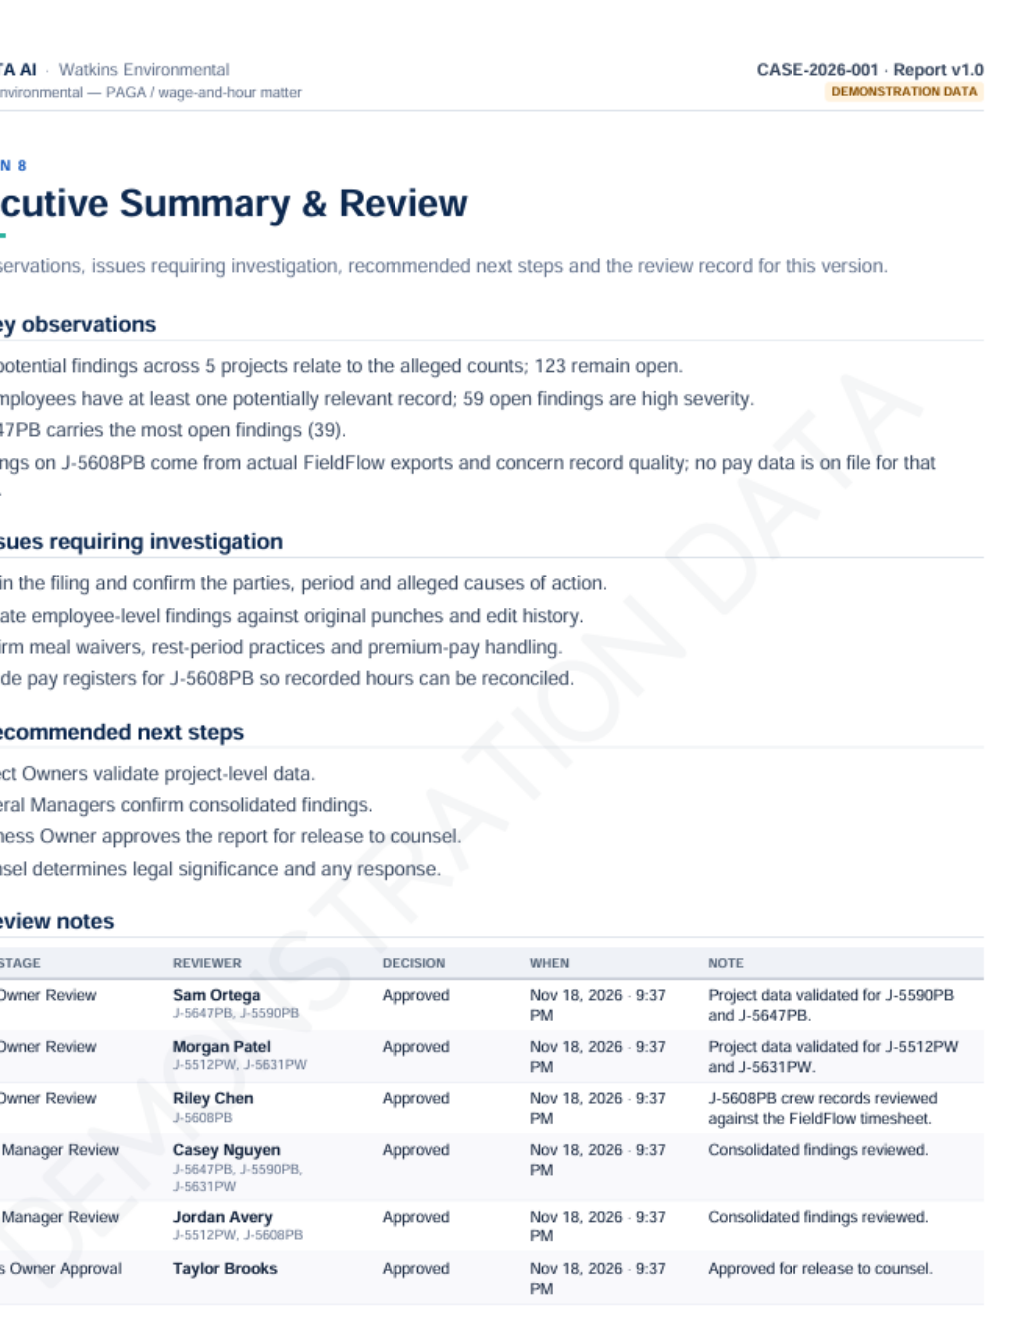 TA AI · Watkins Environmental
CASE-2026-001 · Report v1.0
nvironmental — PAGA / wage-and-hour matter
DEMONSTRATION DATA
N 8
cutive Summary & Review
servations, issues requiring investigation, recommended next steps and the review record for this version.
ey observations
potential findings across 5 projects relate to the alleged counts; 123 remain open.
mployees have at least one potentially relevant record; 59 open findings are high severity.
47PB carries the most open findings (39).
ngs on J-5608PB come from actual FieldFlow exports and concern record quality; no pay data is on file for that
.
sues requiring investigation
in the filing and confirm the parties, period and alleged causes of action.
ate employee-level findings against original punches and edit history.
irm meal waivers, rest-period practices and premium-pay handling.
de pay registers for J-5608PB so recorded hours can be reconciled.
ecommended next steps
ect Owners validate project-level data.
eral Managers confirm consolidated findings.
ness Owner approves the report for release to counsel.
nsel determines legal significance and any response.
eview notes
STAGE REVIEWER DECISION WHEN NOTE
Owner Review Sam Ortega Approved Nov 18, 2026 · 9:37 Project data validated for J-5590PB
J-5647PB, J-5590PB PM and J-5647PB.
Owner Review Morgan Patel Approved Nov 18, 2026 · 9:37 Project data validated for J-5512PW
J-5512PW, J-5631PW PM and J-5631PW.
Owner Review Riley Chen Approved Nov 18, 2026 · 9:37 J-5608PB crew records reviewed
J-5608PB PM against the FieldFlow timesheet.
Manager Review Casey Nguyen Approved Nov 18, 2026 · 9:37 Consolidated findings reviewed.
J-5647PB, J-5590PB, PM
J-5631PW
Manager Review Jordan Avery Approved Nov 18, 2026 · 9:37 Consolidated findings reviewed.
J-5512PW, J-5608PB PM
s Owner Approval Taylor Brooks Approved Nov 18, 2026 · 9:37 Approved for release to counsel.
PM
DEMONSTRATION DATA